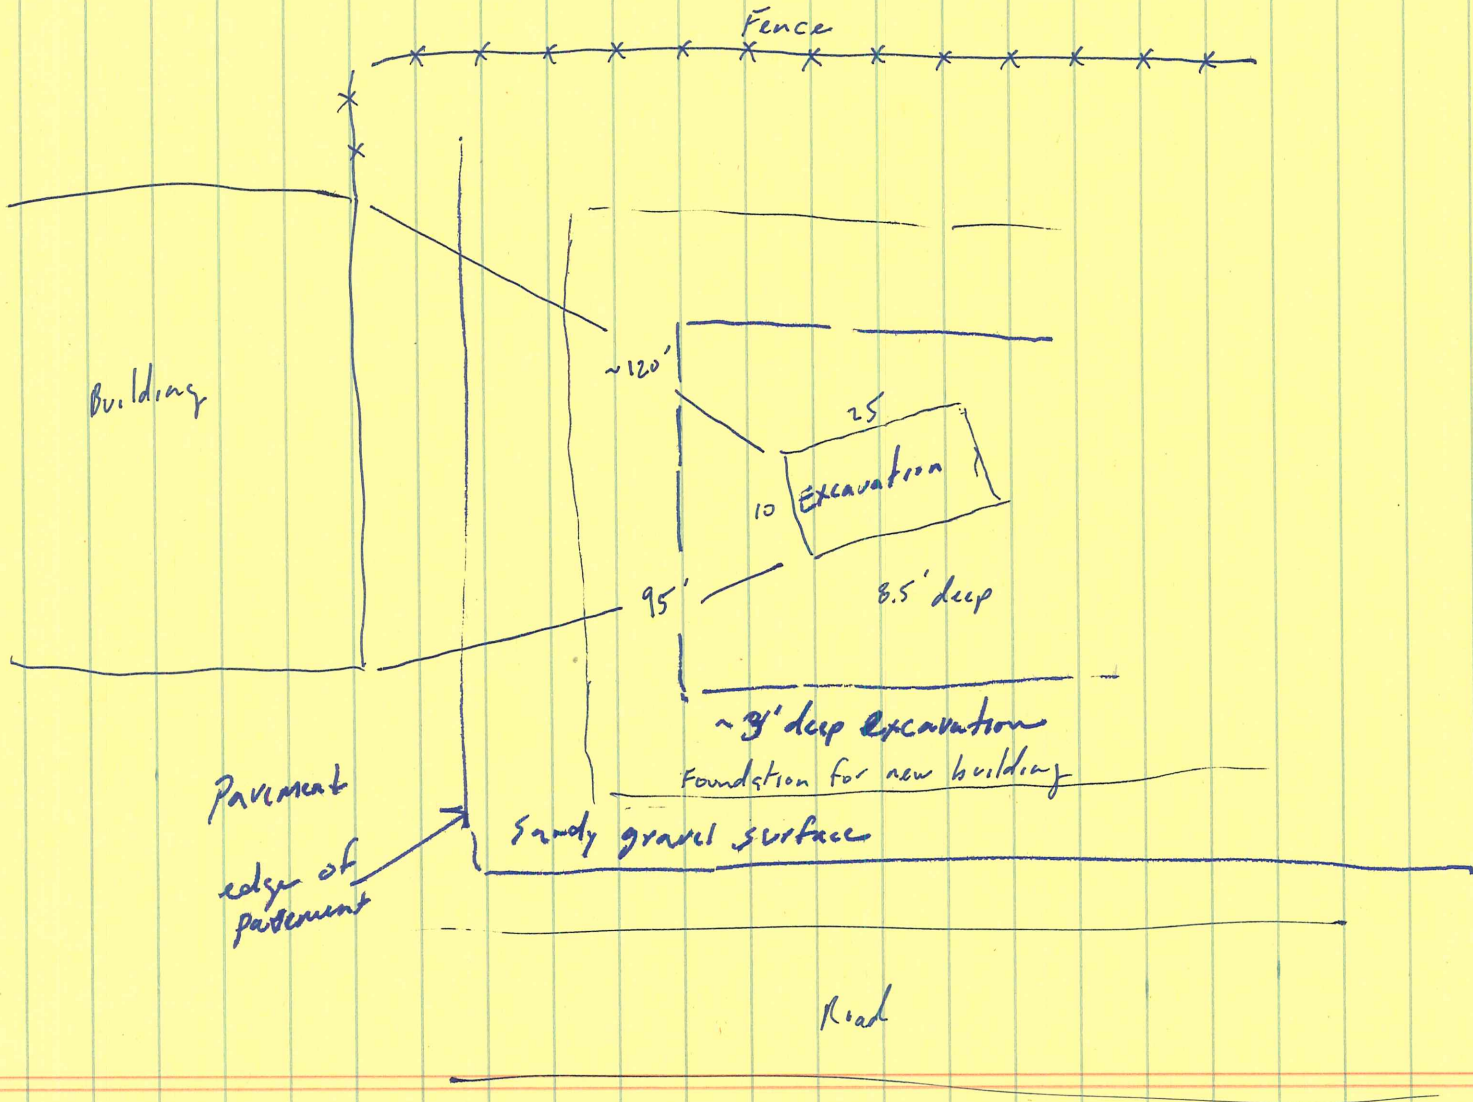 Fence
Building
~120'
25
Excavation
10
95'
8.5' deep
~3' deep excavation
Foundation for new building
Pavement
Sandy gravel surface
edge of
pavement
Road